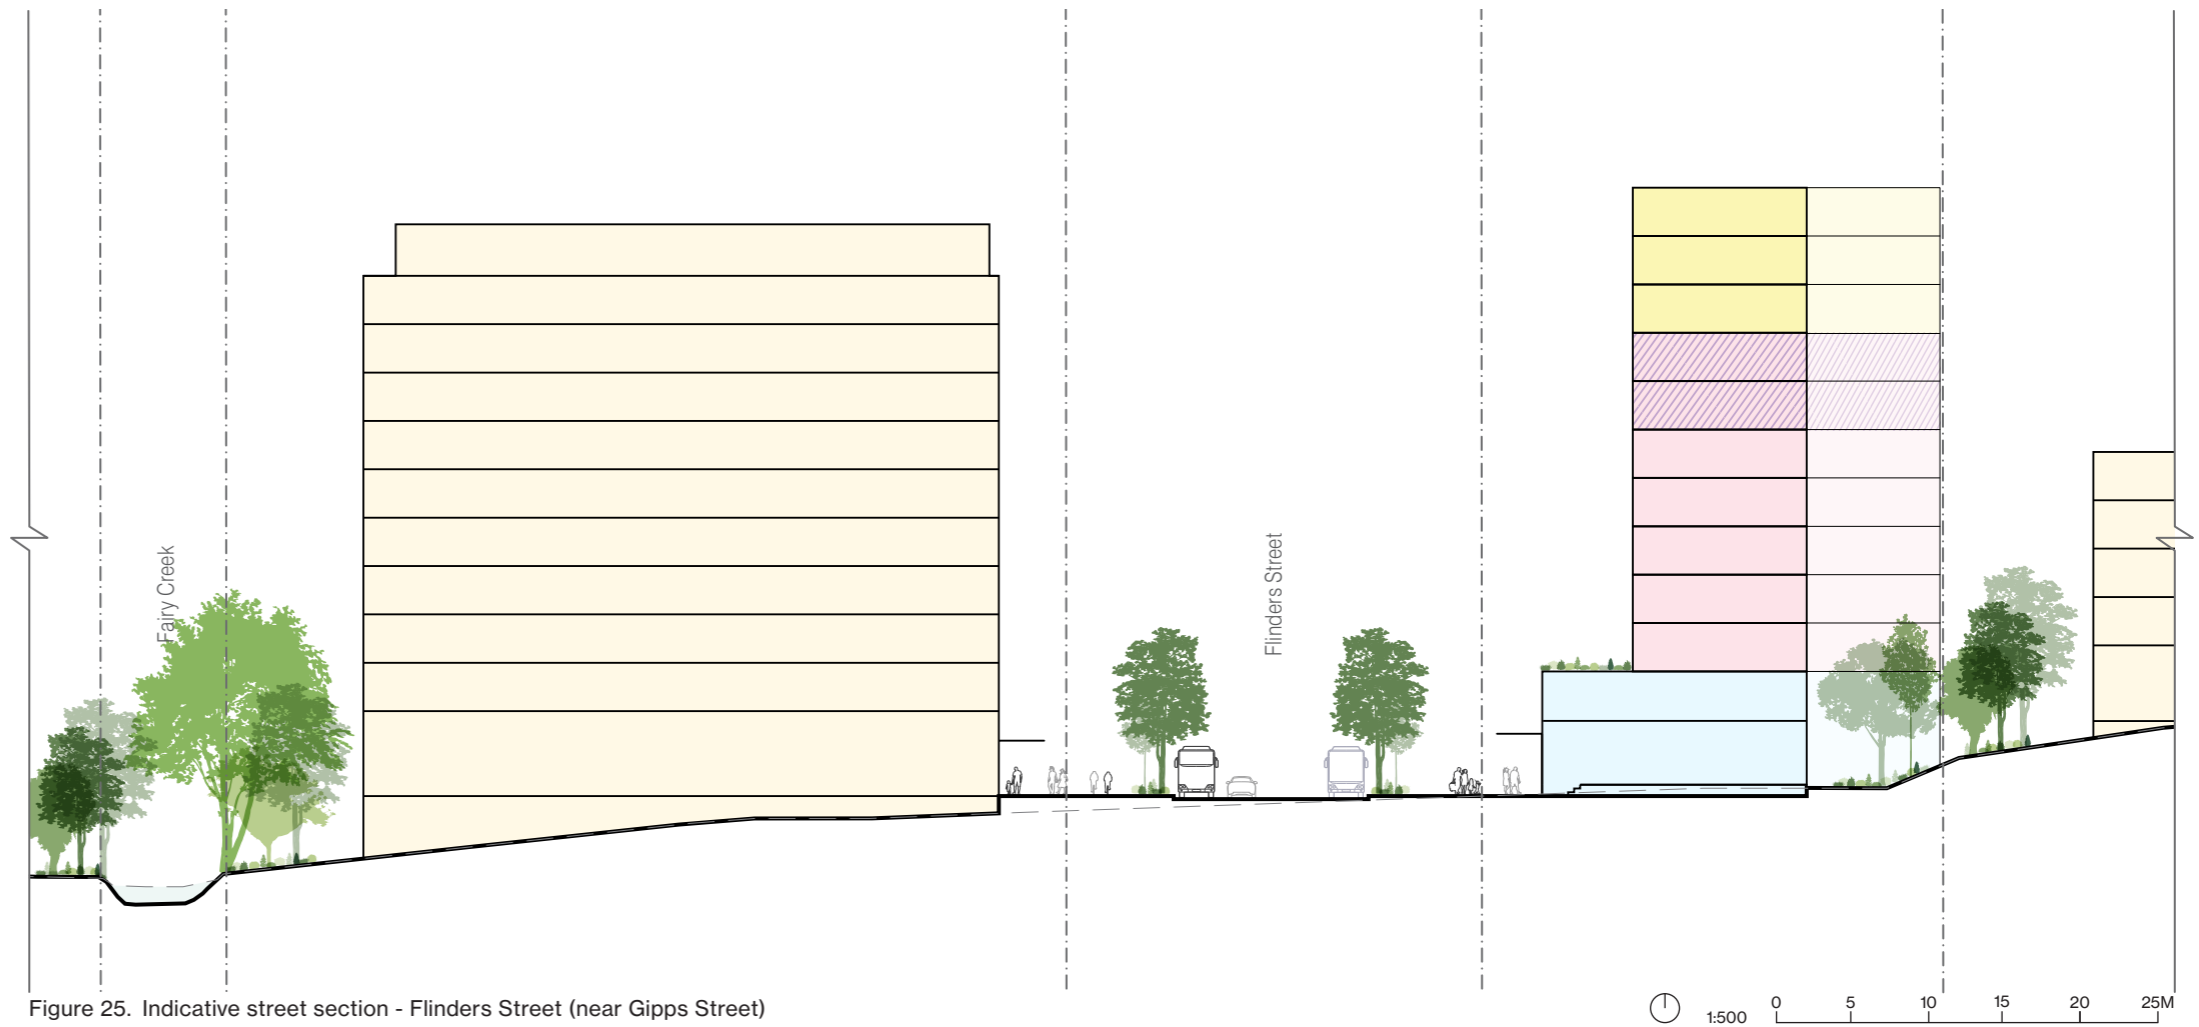 Fairy Creek
Flinders Street
Figure 25. Indicative street section - Flinders Street (near Gipps Street)
1:500
0 5 10 15 20 25M